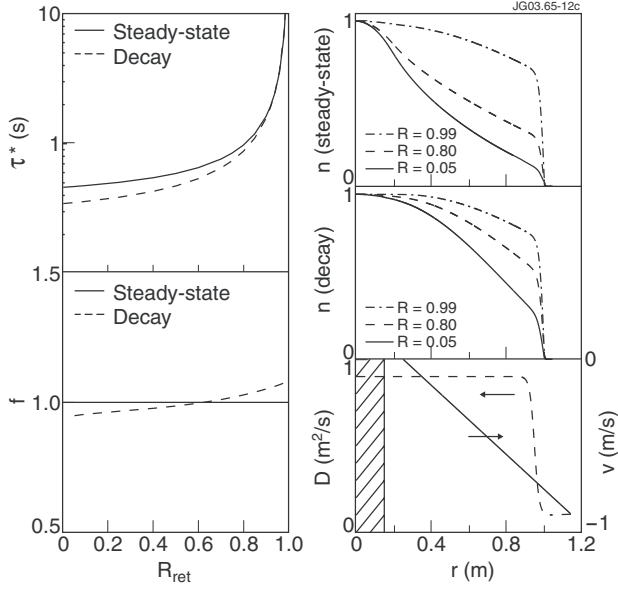 JG03.65-12c
10
1
τ* (s)
Steady-state
Decay
1.5
1.0
0.5
f
Steady-state
Decay
0
0.2
0.4
0.6
0.8
1.0
R_ret
1
0
n (steady-state)
R = 0.99
R = 0.80
R = 0.05
1
0
n (decay)
R = 0.99
R = 0.80
R = 0.05
1
0
D (m²/s)
0
–1
v (m/s)
0
0.4
0.8
1.2
r (m)